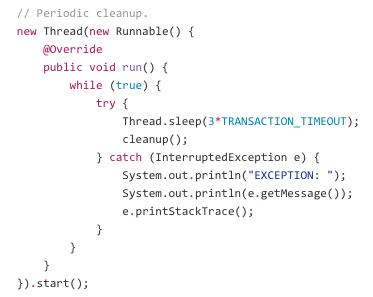 // Periodic cleanup.
new Thread(new Runnable() {
    @Override
    public void run() {
        while (true) {
            try {
                Thread.sleep(3*TRANSACTION_TIMEOUT);
                cleanup();
            } catch (InterruptedException e) {
                System.out.println("EXCEPTION: ");
                System.out.println(e.getMessage());
                e.printStackTrace();
            }
        }
    }
}).start();